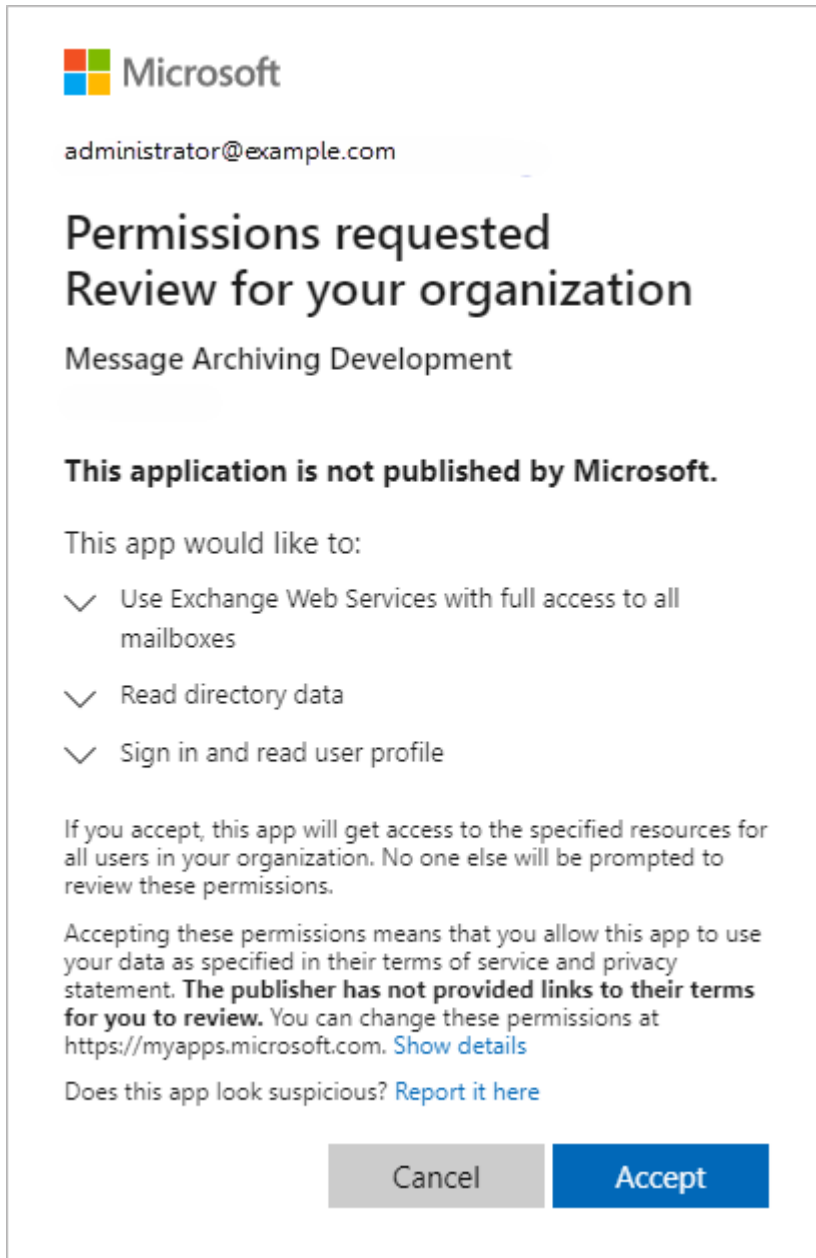 Microsoft
administrator@example.com
Permissions requested
Review for your organization
Message Archiving Development
This application is not published by Microsoft.
This app would like to:
Use Exchange Web Services with full access to all
mailboxes
Read directory data
Sign in and read user profile
If you accept, this app will get access to the specified resources for
all users in your organization. No one else will be prompted to
review these permissions.
Accepting these permissions means that you allow this app to use
your data as specified in their terms of service and privacy
statement. The publisher has not provided links to their terms
for you to review. You can change these permissions at
https://myapps.microsoft.com. Show details
Does this app look suspicious? Report it here
Cancel Accept